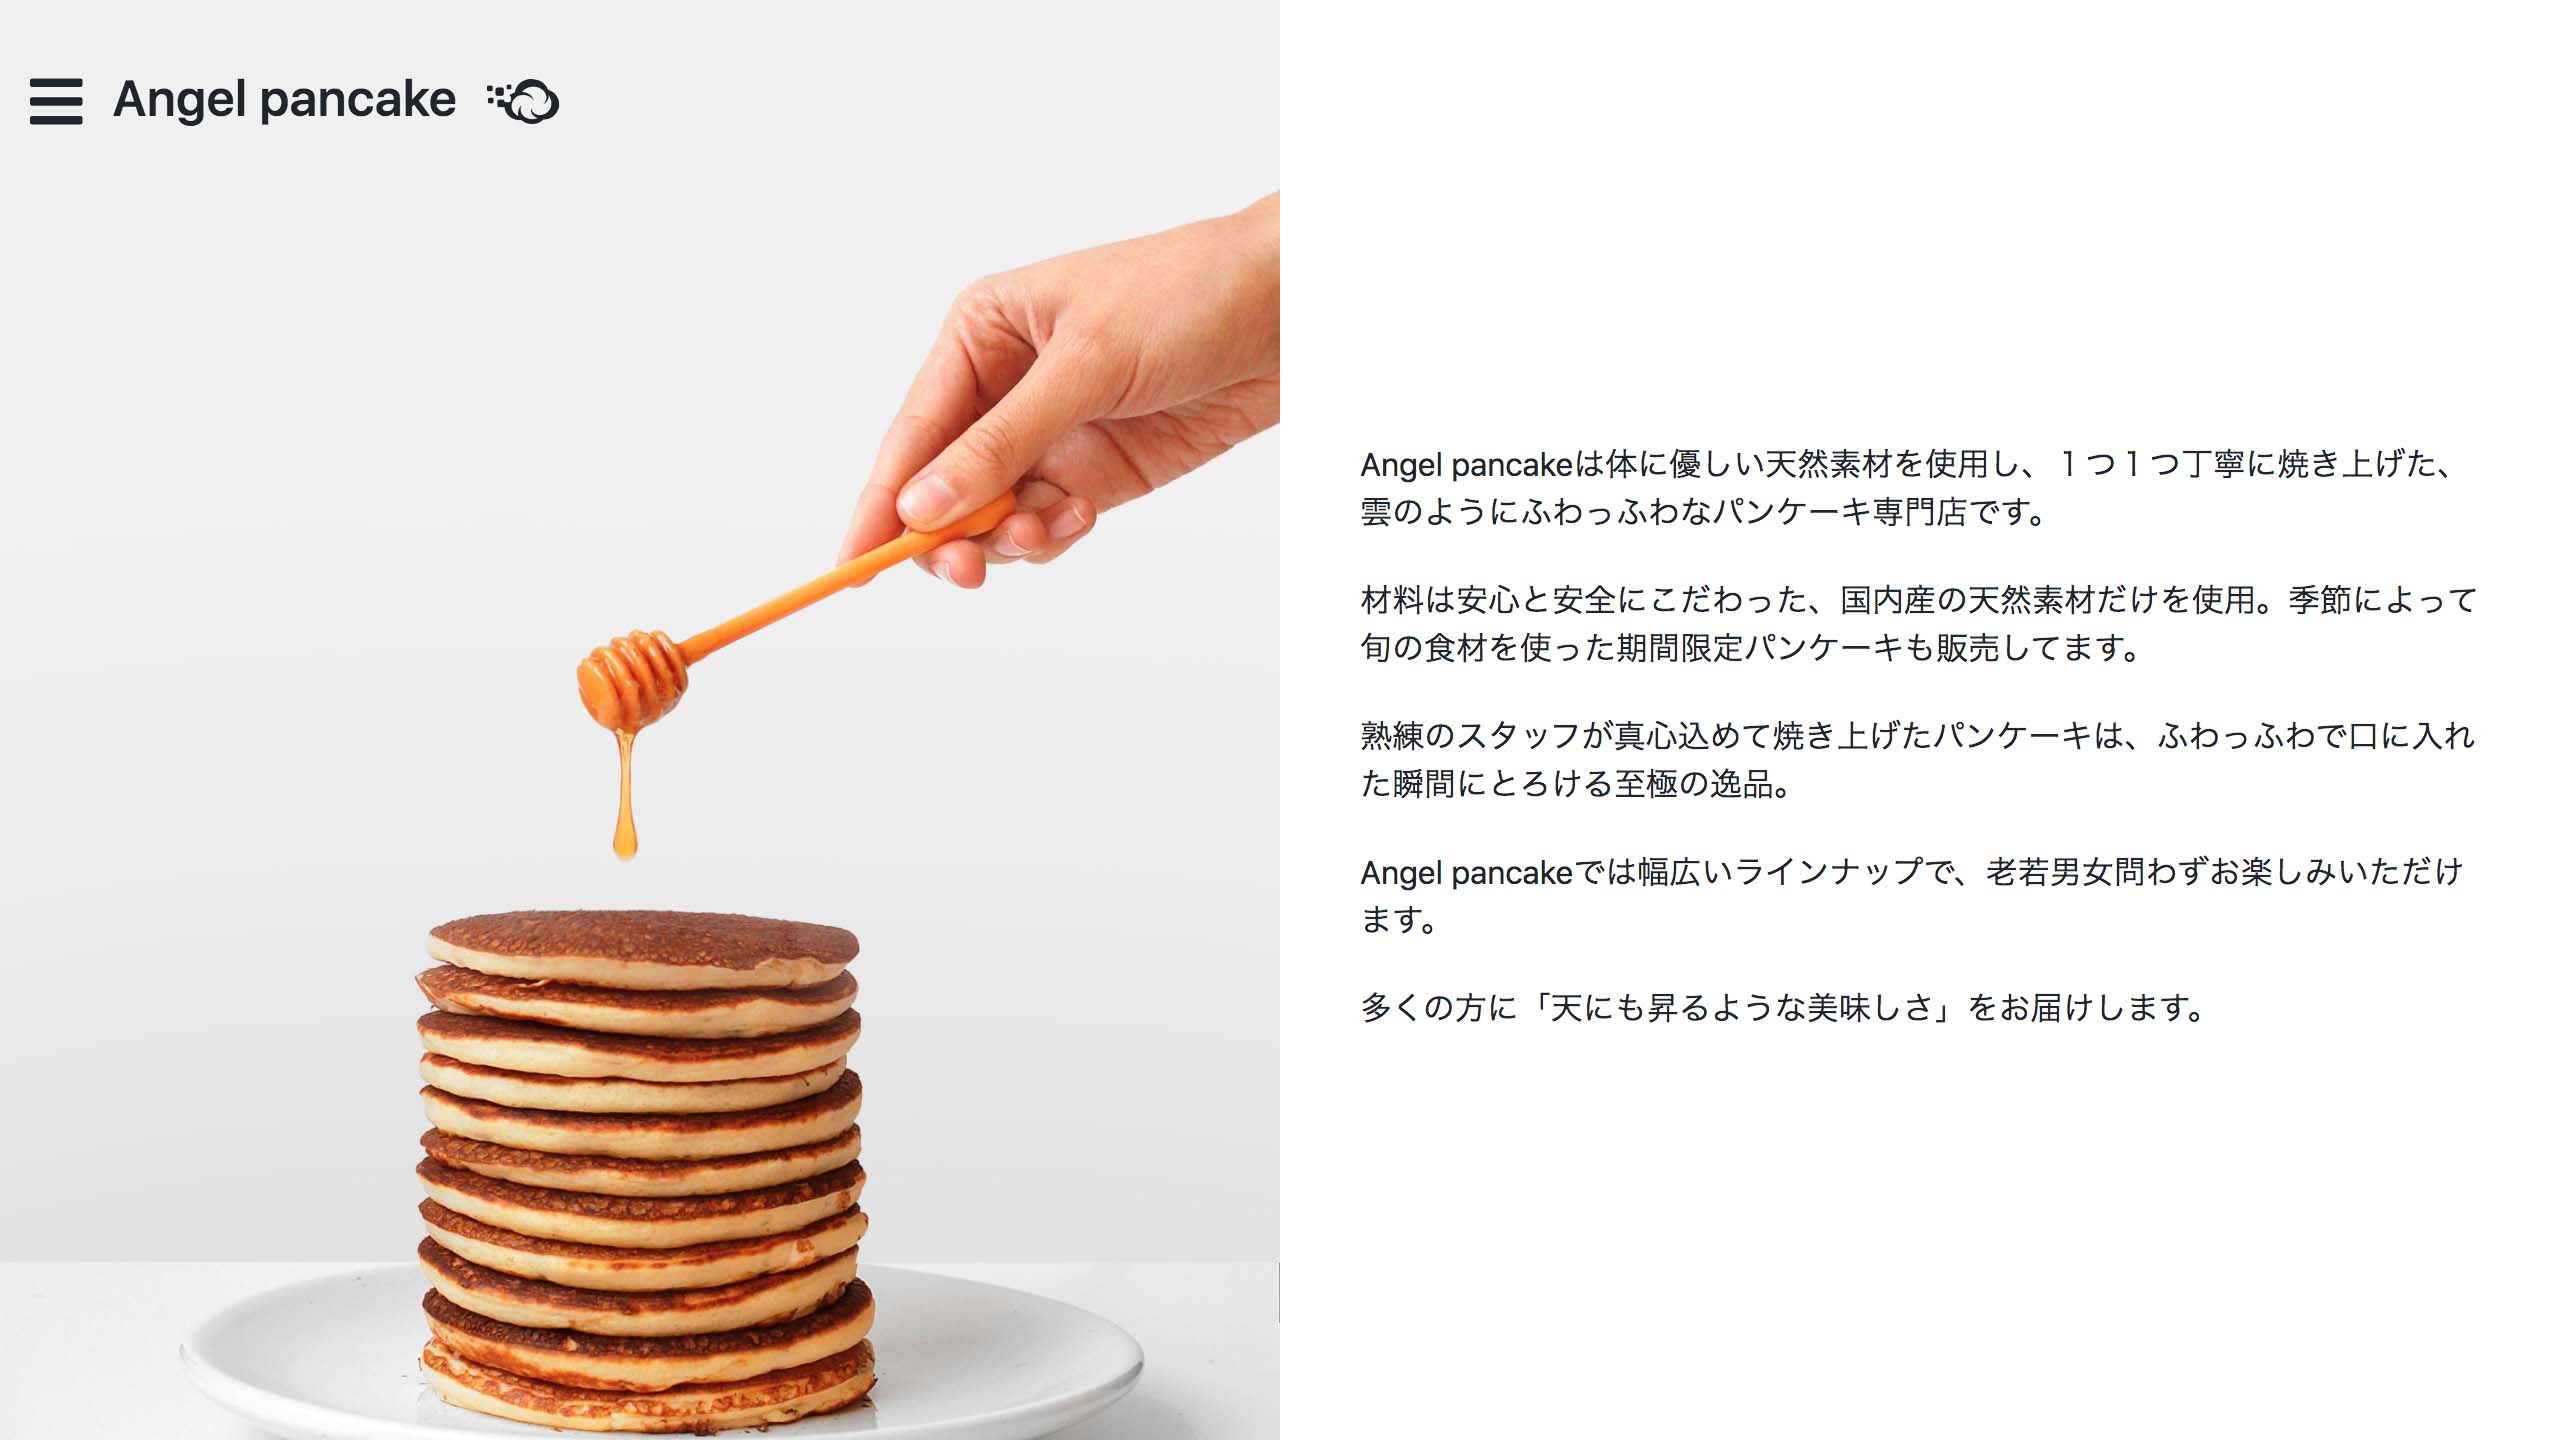 Angel pancake
Angel pancakeは体に優しい天然素材を使用し、１つ１つ丁寧に焼き上げた、
雲のようにふわっふわなパンケーキ専門店です。
材料は安心と安全にこだわった、国内産の天然素材だけを使用。季節によって
旬の食材を使った期間限定パンケーキも販売してます。
熟練のスタッフが真心込めて焼き上げたパンケーキは、ふわっふわで口に入れ
た瞬間にとろける至極の逸品。
Angel pancakeでは幅広いラインナップで、老若男女問わずお楽しみいただけ
ます。
多くの方に「天にも昇るような美味しさ」をお届けします。